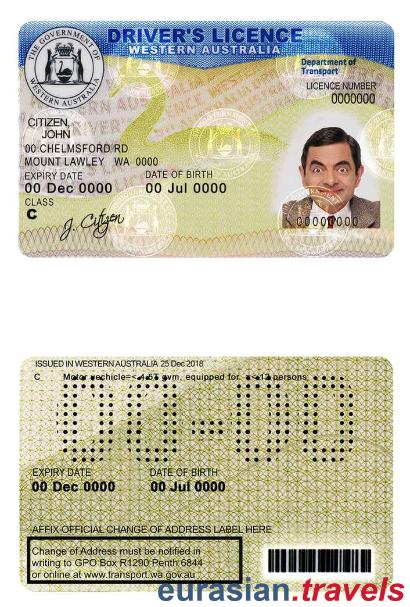 THE GOVERNMENT OF
WESTERN AUSTRALIA
DRIVER'S LICENCE
WESTERN AUSTRALIA
Department of
Transport
LICENCE NUMBER
0000000
CITIZEN
JOHN
00 CHELMSFORD RD
MOUNT LAWLEY WA 0000
EXPIRY DATE
DATE OF BIRTH
00 Dec 0000
00 Jul 0000
CLASS
C
J. Citizen
ISSUED IN WESTERN AUSTRALIA 25 Dec 2018
C Motor vechicle=< 4.5T gvm, equipped for =< 12 persons
00-00
EXPIRY DATE
DATE OF BIRTH
00 Dec 0000
00 Jul 0000
AFFIX OFFICIAL CHANGE OF ADDRESS LABEL HERE
Change of Address must be notified in
writing to GPO Box R1290 Perth 6844
or online at www.transport.wa.gov.au
eurasian.travels